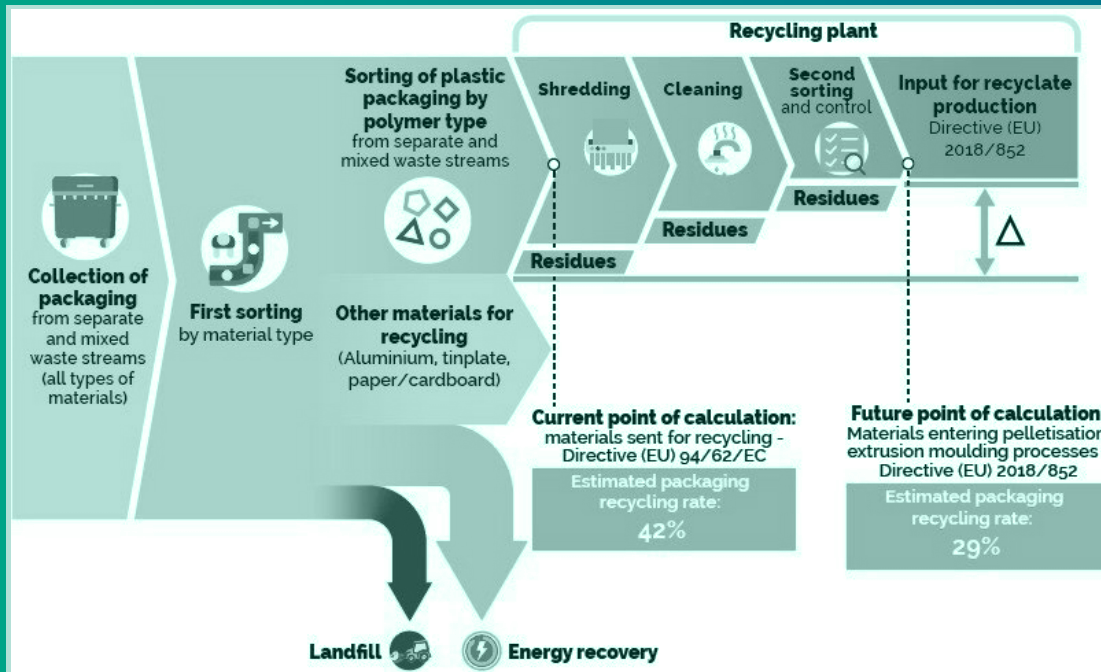 Recycling plant
Sorting of plastic
packaging by
polymer type
from separate and
mixed waste streams
Shredding
Cleaning
Second
sorting
and control
Input for recyclate
production
Directive (EU)
2018/852
Residues
Residues
Residues
Δ
Collection of
packaging
from separate
and mixed
waste streams
(all types of
materials)
First sorting
by material type
Other materials for
recycling
(Aluminium, tinplate,
paper/cardboard)
Current point of calculation:
materials sent for recycling -
Directive (EU) 94/62/EC
Estimated packaging
recycling rate:
42%
Future point of calculation
Materials entering pelletisation
extrusion moulding processes
Directive (EU) 2018/852
Estimated packaging
recycling rate:
29%
Landfill
Energy recovery